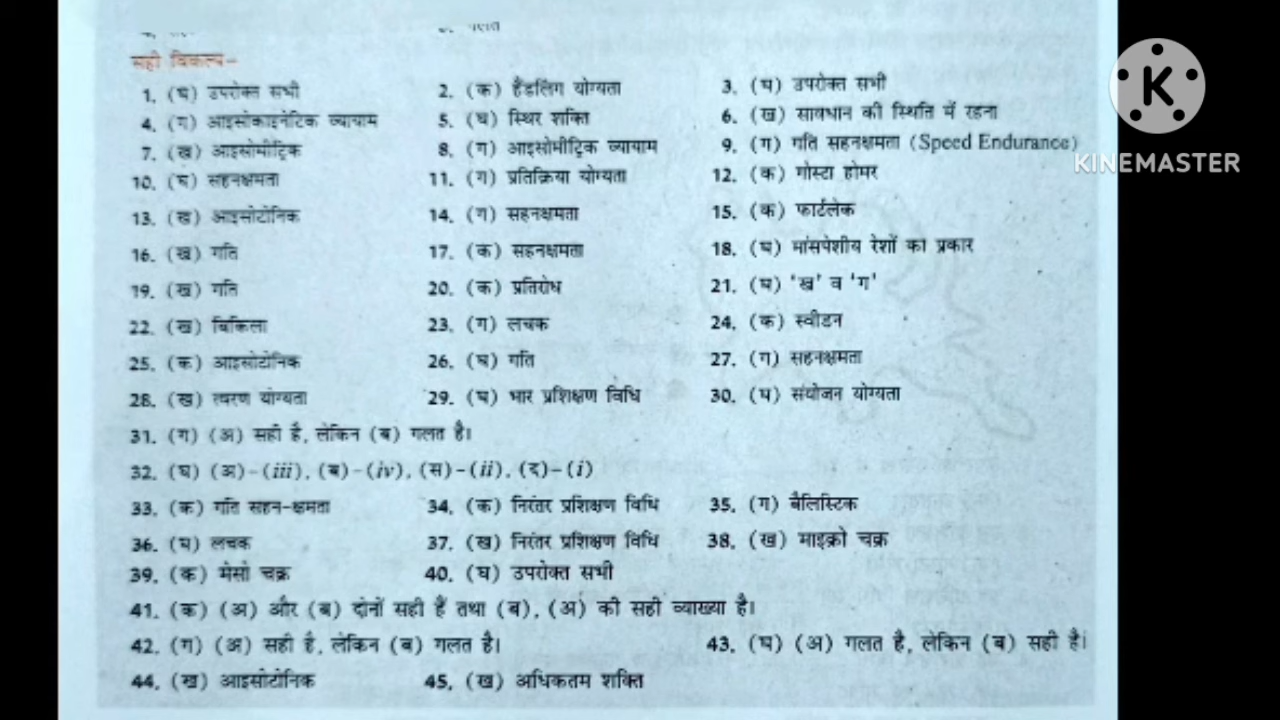 गलत
सही विकल्प–
1. (घ) उपरोक्त सभी 2. (क) हैंडलिंग योग्यता 3. (घ) उपरोक्त सभी
4. (ग) आइसोकाइनेटिक व्यायाम 5. (घ) स्थिर शक्ति 6. (ख) सावधान की स्थिति में रहना
7. (ख) आइसोमीट्रिक 8. (ग) आइसोमीट्रिक व्यायाम 9. (ग) गति सहनक्षमता (Speed Endurance)
10. (घ) सहनक्षमता 11. (ग) प्रतिक्रिया योग्यता 12. (क) गोस्टा होमर
13. (ख) आइसोटोनिक 14. (ग) सहनक्षमता 15. (क) फार्टलेक
16. (ख) गति 17. (क) सहनक्षमता 18. (घ) मांसपेशीय रेशों का प्रकार
19. (ख) गति 20. (क) प्रतिरोध 21. (घ) 'ख' व 'ग'
22. (ख) बिकिला 23. (ग) लचक 24. (क) स्वीडन
25. (क) आइसोटोनिक 26. (घ) गति 27. (ग) सहनक्षमता
28. (ख) त्वरण योग्यता 29. (घ) भार प्रशिक्षण विधि 30. (घ) संयोजन योग्यता
31. (ग) (अ) सही है, लेकिन (ब) गलत है।
32. (घ) (अ)–(iii), (ब)–(iv), (स)–(ii), (द)–(i)
33. (क) गति सहन-क्षमता 34. (क) निरंतर प्रशिक्षण विधि 35. (ग) बैलिस्टिक
36. (घ) लचक 37. (ख) निरंतर प्रशिक्षण विधि 38. (ख) माइक्रो चक्र
39. (क) मेसो चक्र 40. (घ) उपरोक्त सभी
41. (क) (अ) और (ब) दोनों सही हैं तथा (ब), (अ) की सही व्याख्या है।
42. (ग) (अ) सही है, लेकिन (ब) गलत है। 43. (घ) (अ) गलत है, लेकिन (ब) सही है।
44. (ख) आइसोटोनिक 45. (ख) अधिकतम शक्ति
K
KINEMASTER